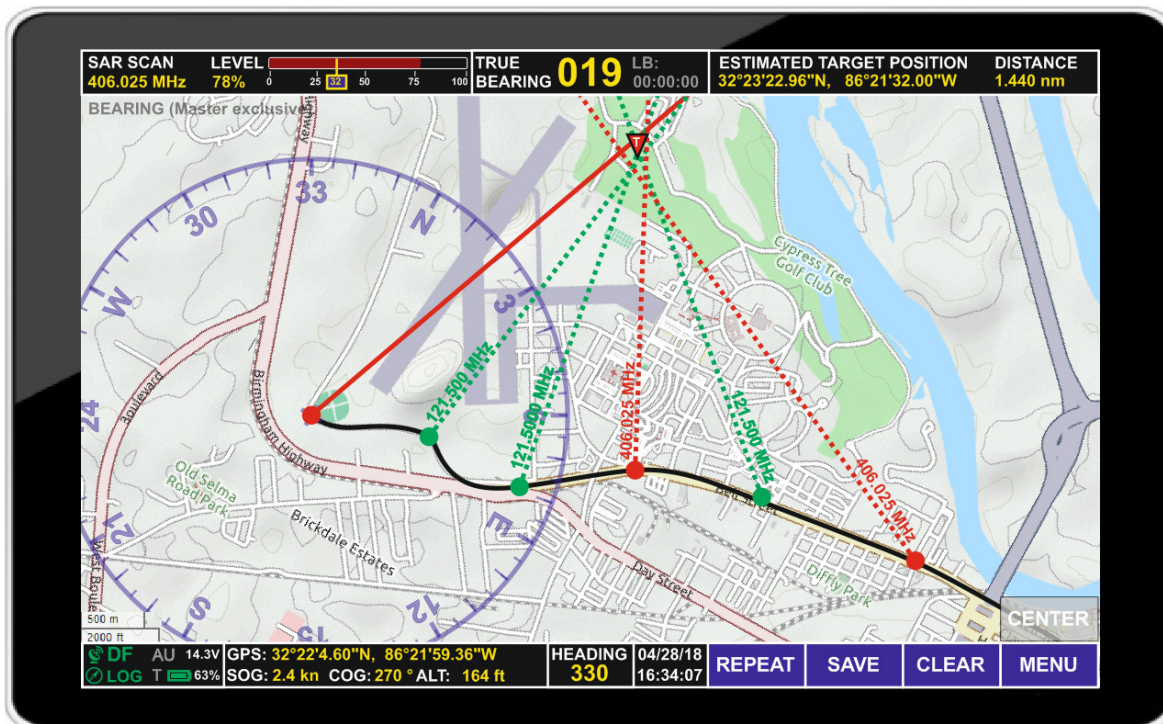 SAR SCAN LEVEL TRUE LB: ESTIMATED TARGET POSITION DISTANCE
406.025 MHz 78% 0 25 32 50 75 100 BEARING 019 00:00:00 32°23'22.96"N, 86°21'32.00"W 1.440 nm
BEARING (Master exclusive)
Highway
T
33
30
N
W
3
24
21
E
S
12
15
Cypress Tree
Golf Club
Boulevard
Birmingham Highway
121.500 MHz
121.5000 MHz
406.025 MHz
121.500 MHz
406.025 MHz
Old Selma
Road Park
Brickdale Estates
Bell Street
Day Street
Diffly Park
West Boule
500 m
2000 ft
CENTER
DF AU 14.3V GPS: 32°22'4.60"N, 86°21'59.36"W HEADING 04/28/18 REPEAT SAVE CLEAR MENU
LOG T 63% SOG: 2.4 kn COG: 270 ° ALT: 164 ft 330 16:34:07